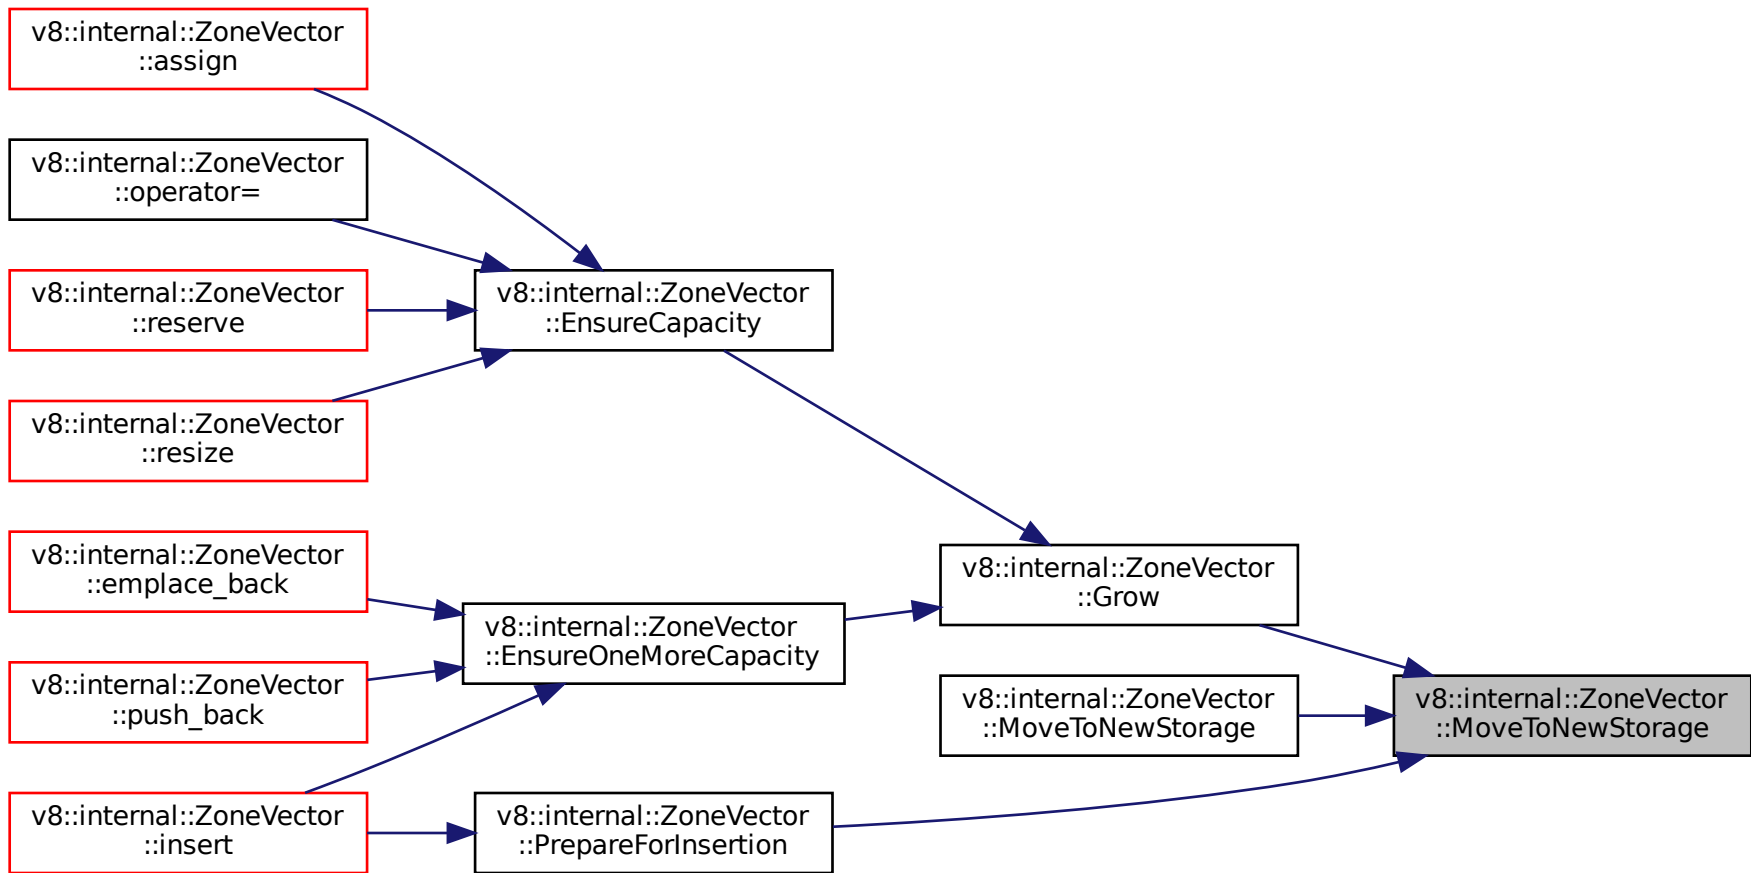 v8::internal::ZoneVector
::assign
v8::internal::ZoneVector
::operator=
v8::internal::ZoneVector
::reserve
v8::internal::ZoneVector
::resize
v8::internal::ZoneVector
::emplace_back
v8::internal::ZoneVector
::push_back
v8::internal::ZoneVector
::insert
v8::internal::ZoneVector
::EnsureCapacity
v8::internal::ZoneVector
::EnsureOneMoreCapacity
v8::internal::ZoneVector
::PrepareForInsertion
v8::internal::ZoneVector
::Grow
v8::internal::ZoneVector
::MoveToNewStorage
v8::internal::ZoneVector
::MoveToNewStorage